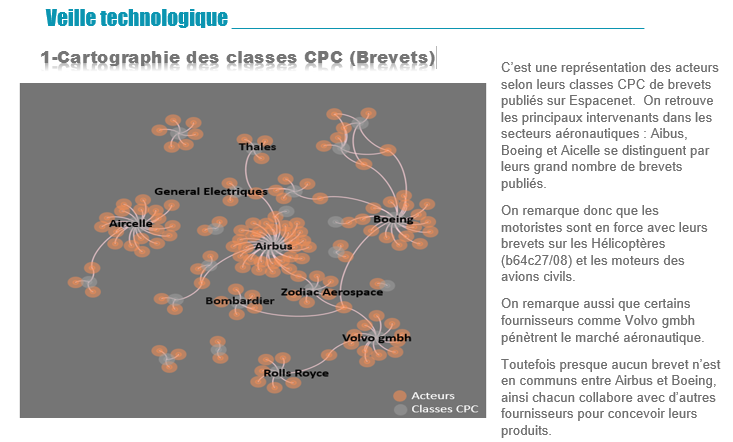 Veille technologique
1-Cartographie des classes CPC (Brevets)
C'est une représentation des acteurs
selon leurs classes CPC de brevets
publiés sur Espacenet.  On retrouve
les principaux intervenants dans les
secteurs aéronautiques : Aibus,
Boeing et Aicelle se distinguent par
leurs grand nombre de brevets
publiés.
On remarque donc que les
motoristes sont en force avec leurs
brevets sur les Hélicoptères
(b64c27/08) et les moteurs des
avions civils.
On remarque aussi que certains
fournisseurs comme Volvo gmbh
pénètrent le marché aéronautique.
Toutefois presque aucun brevet n'est
en communs entre Airbus et Boeing,
ainsi chacun collabore avec d'autres
fournisseurs pour concevoir leurs
produits.
Thales
General Electriques
Aircelle
Boeing
Airbus
Zodiac Aerospace
Bombardier
Volvo gmbh
Rolls Royce
Acteurs
Classes CPC